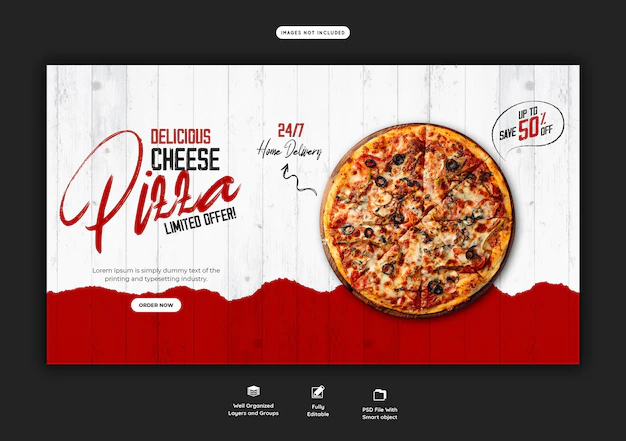 IMAGES NOT INCLUDED
DELICIOUS
CHEESE
Pizza
LIMITED OFFER!
24/7
Home Delivery
UP TO
SAVE 50% OFF
Lorem ipsum is simply dummy text of the
printing and typesetting industry.
ORDER NOW
Well Organized
Layers and Groups
Fully
Editable
PSD File With
Smart object